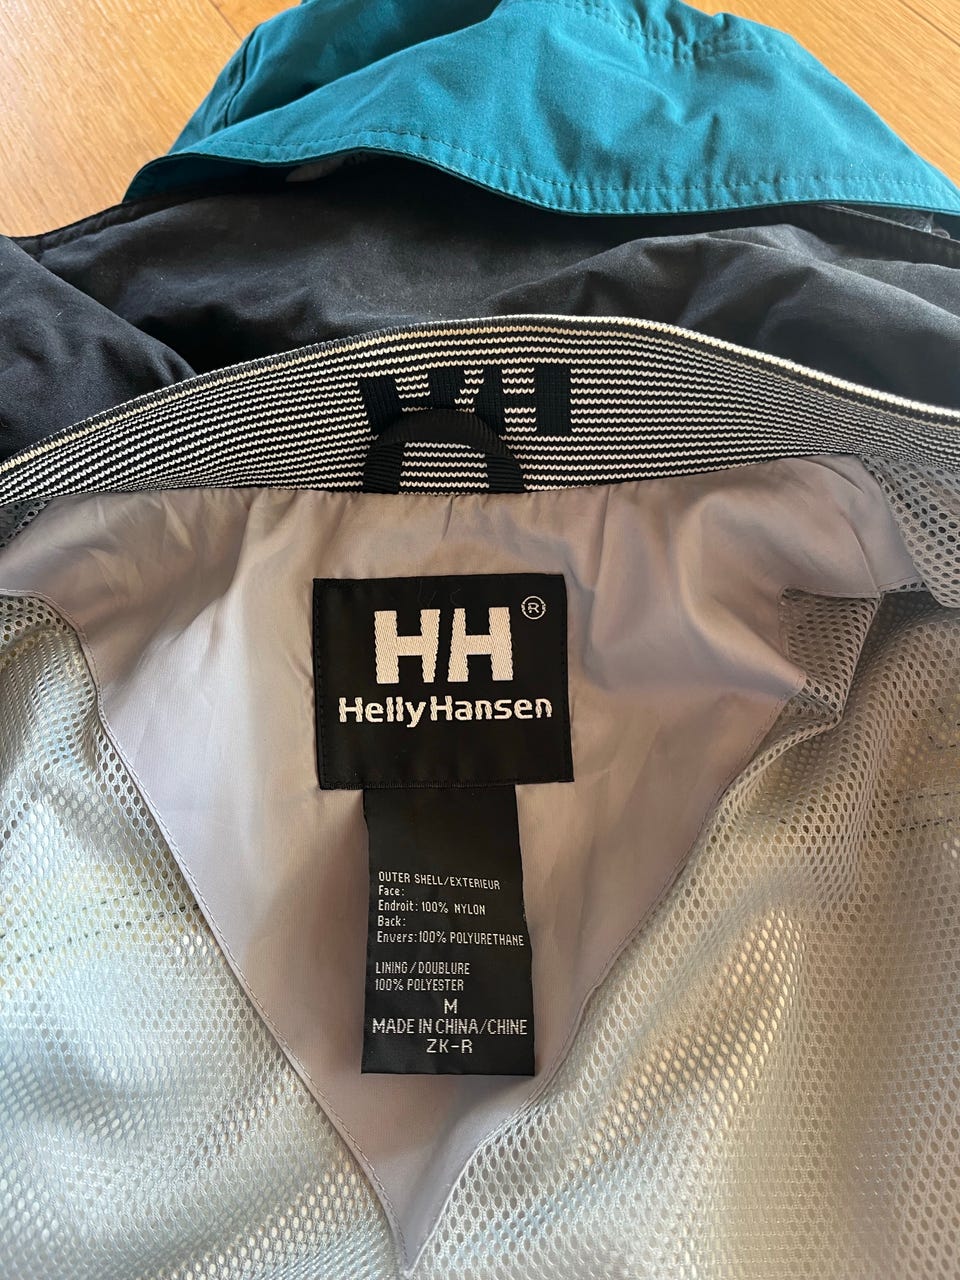 HH
HH®
Helly Hansen
OUTER SHELL/EXTERIEUR
Face:
Endroit: 100% NYLON
Back:
Envers: 100% POLYURETHANE
LINING/DOUBLURE
100% POLYESTER
M
MADE IN CHINA/CHINE
ZK-R